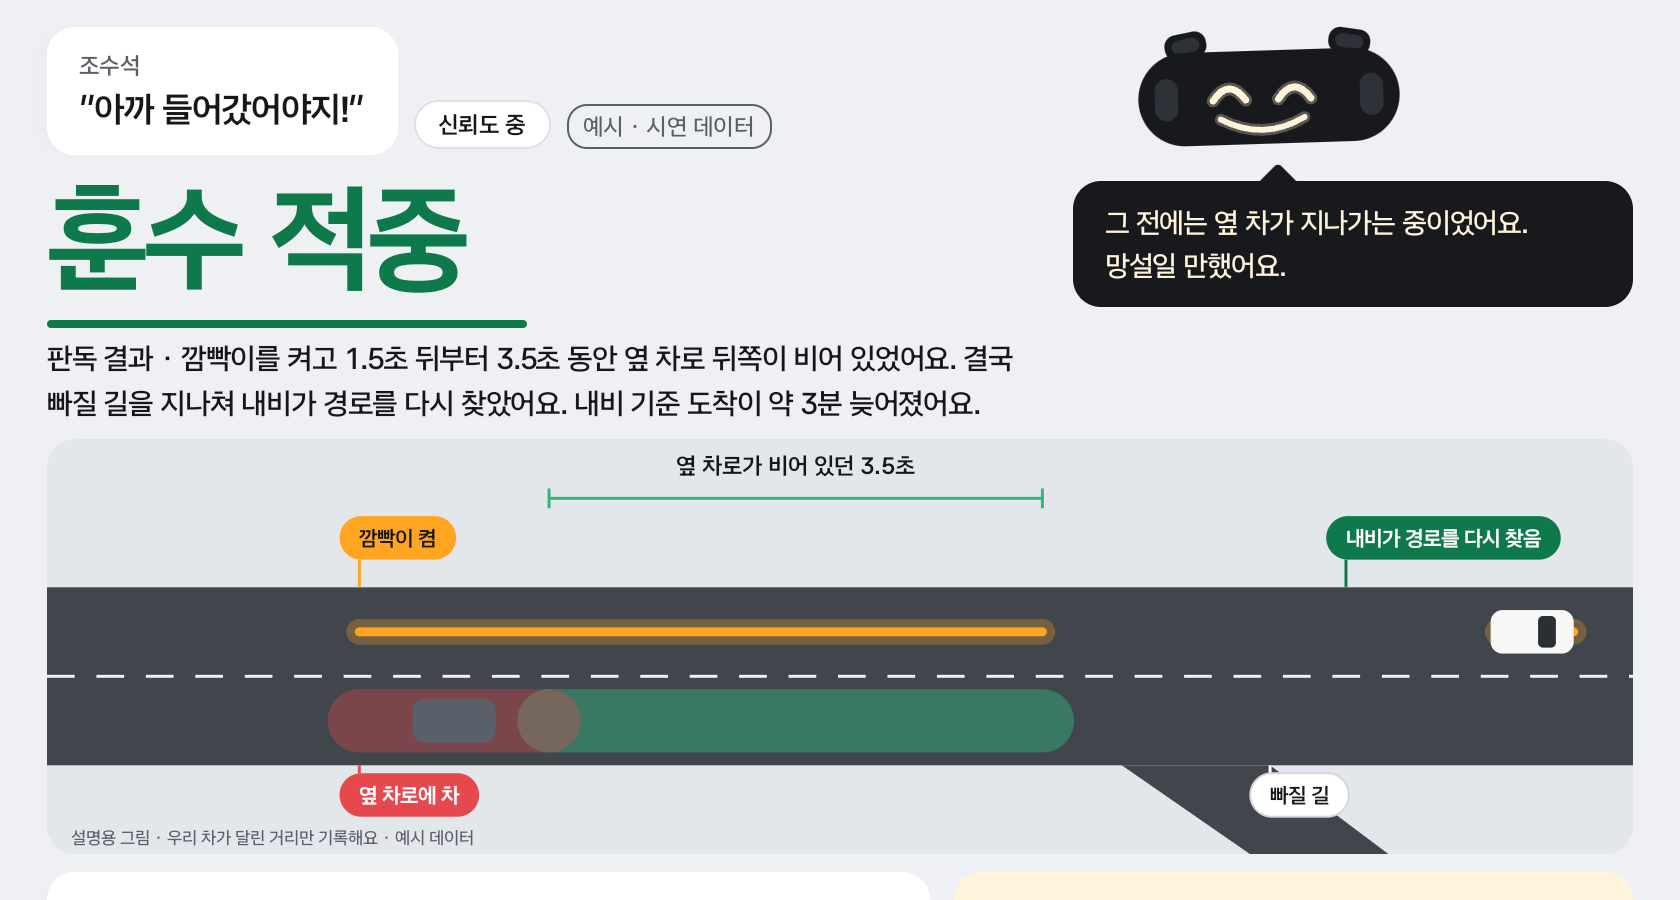 조수석
"아까 들어갔어야지!"
신뢰도 중
예시 · 시연 데이터
훈수 적중
그 전에는 옆 차가 지나가는 중이었어요.
망설일 만했어요.
판독 결과 · 깜빡이를 켜고 1.5초 뒤부터 3.5초 동안 옆 차로 뒤쪽이 비어 있었어요. 결국
빠질 길을 지나쳐 내비가 경로를 다시 찾았어요. 내비 기준 도착이 약 3분 늦어졌어요.
옆 차로가 비어 있던 3.5초
깜빡이 켬
내비가 경로를 다시 찾음
옆 차로에 차
빠질 길
설명용 그림 · 우리 차가 달린 거리만 기록해요 · 예시 데이터